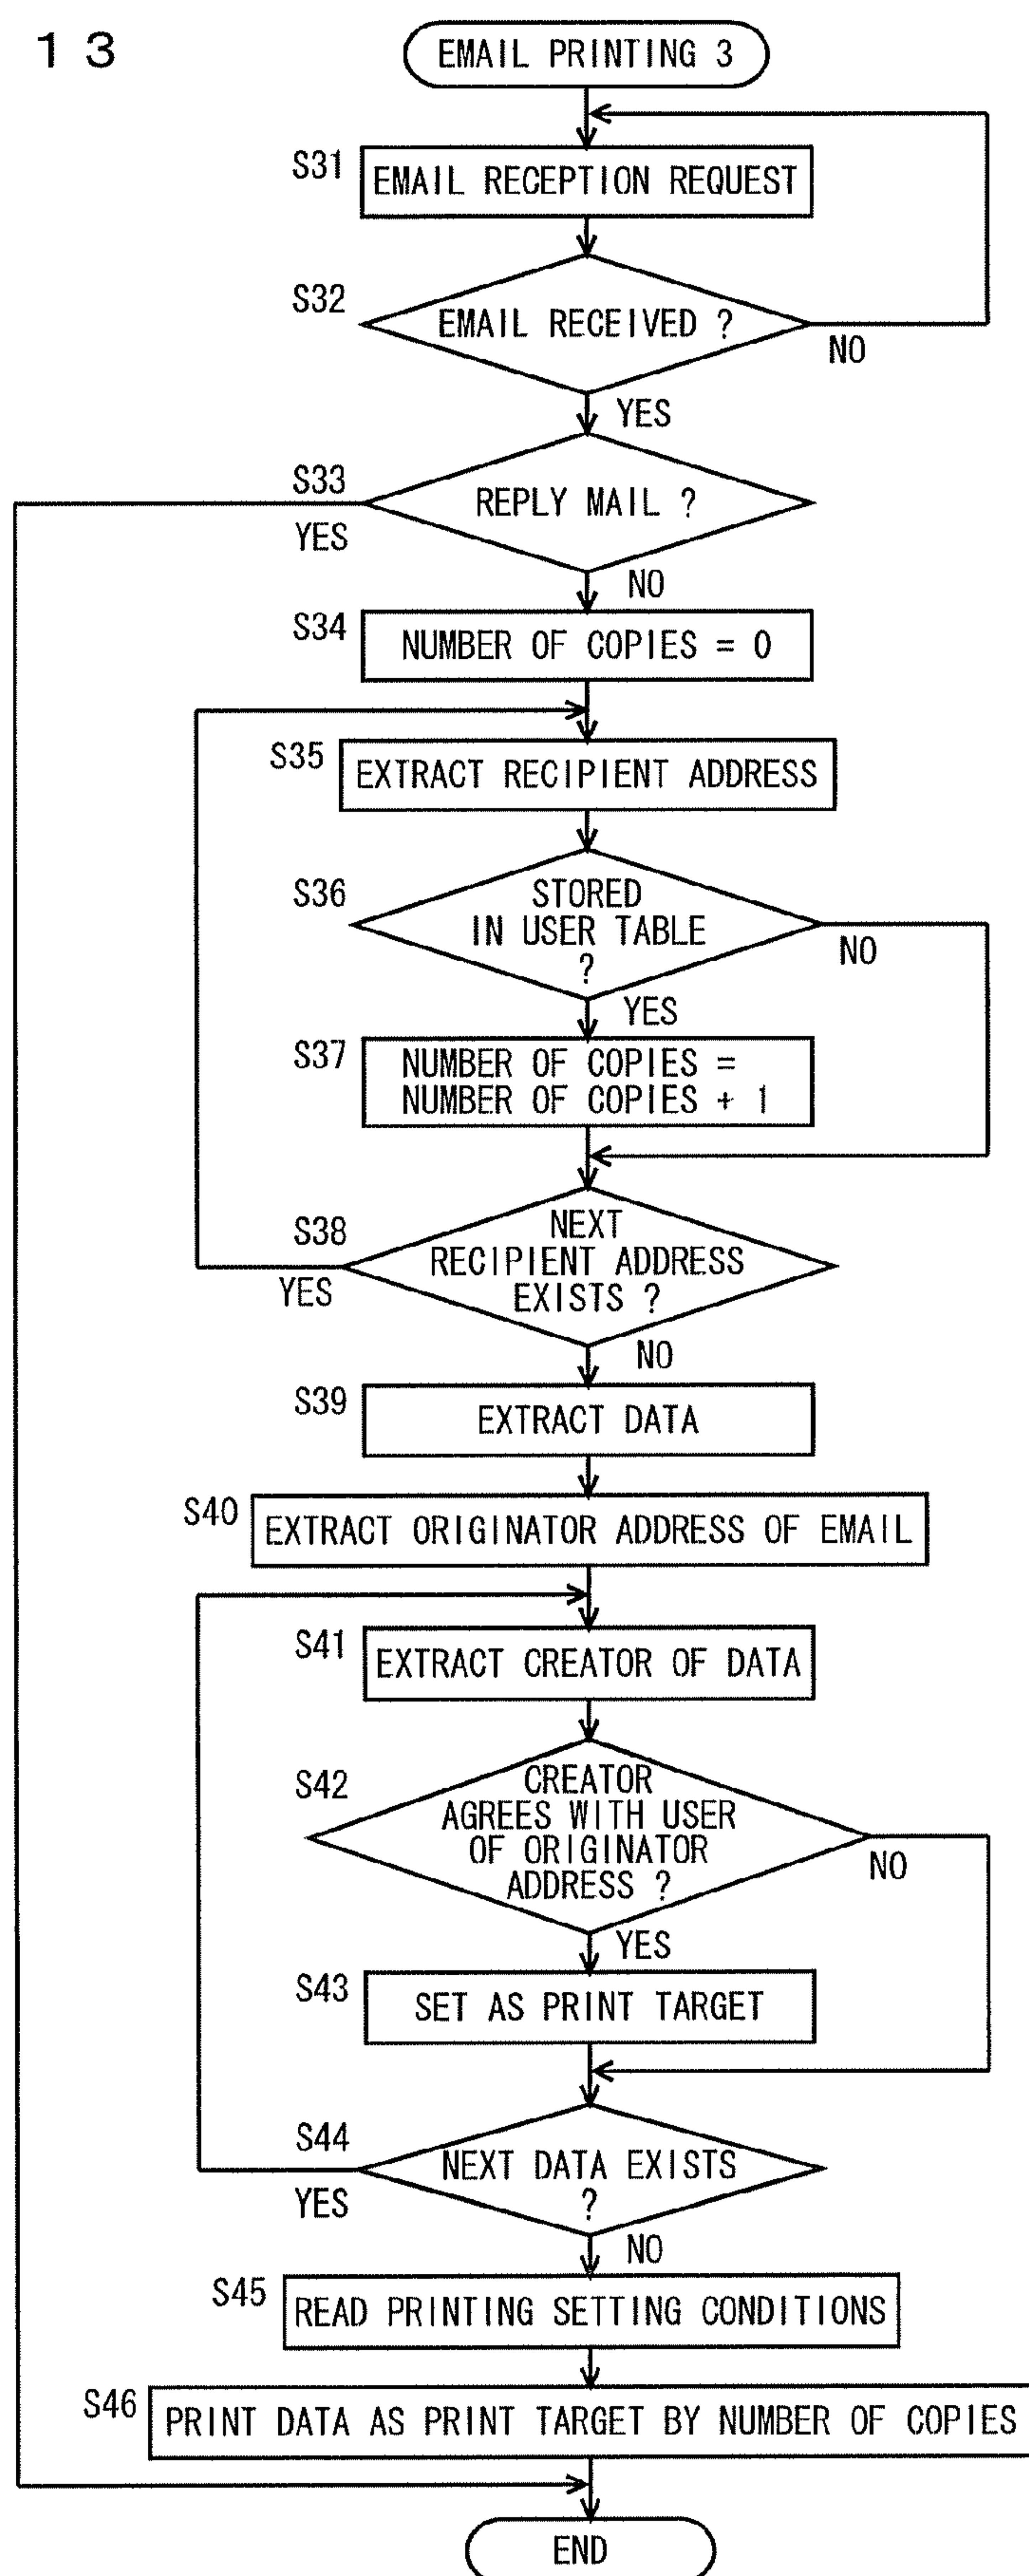 1 3
EMAIL PRINTING 3
S31
EMAIL RECEPTION REQUEST
S32
EMAIL RECEIVED ?
NO
YES
S33
REPLY MAIL ?
YES
NO
S34
NUMBER OF COPIES = 0
S35
EXTRACT RECIPIENT ADDRESS
S36
STORED
IN USER TABLE
?
NO
YES
S37
NUMBER OF COPIES =
NUMBER OF COPIES + 1
S38
NEXT
RECIPIENT ADDRESS
EXISTS ?
YES
NO
S39
EXTRACT DATA
S40
EXTRACT ORIGINATOR ADDRESS OF EMAIL
S41
EXTRACT CREATOR OF DATA
S42
CREATOR
AGREES WITH USER
OF ORIGINATOR
ADDRESS ?
NO
YES
S43
SET AS PRINT TARGET
S44
NEXT DATA EXISTS
?
YES
NO
S45
READ PRINTING SETTING CONDITIONS
S46
PRINT DATA AS PRINT TARGET BY NUMBER OF COPIES
END